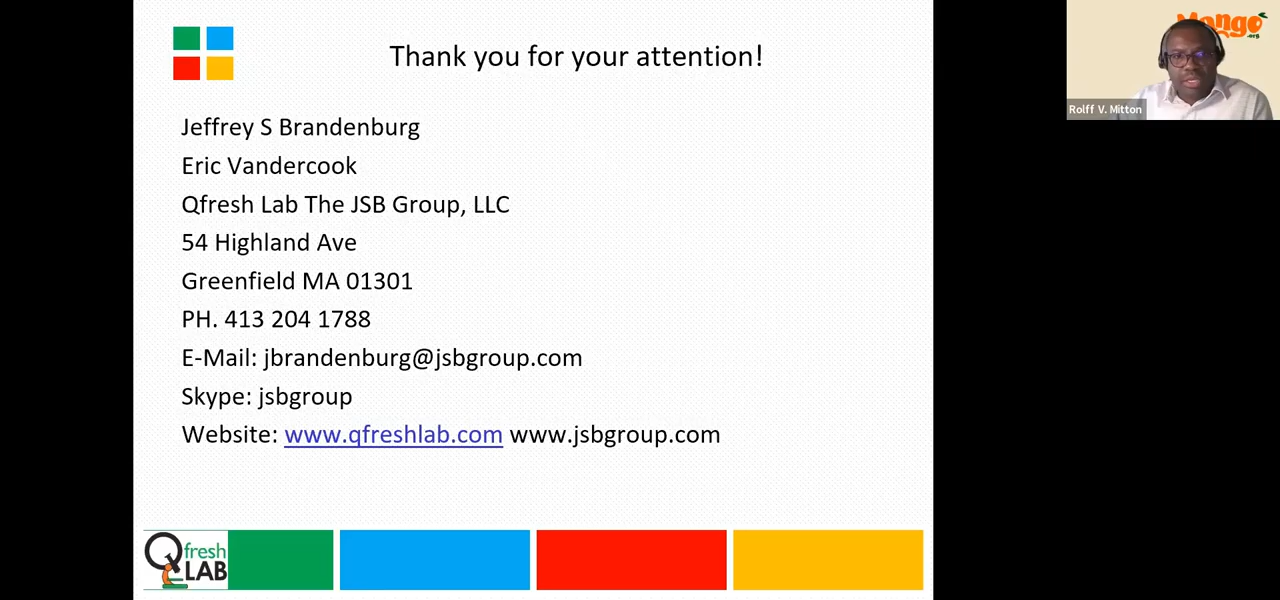 Thank you for your attention!
Jeffrey S Brandenburg
Eric Vandercook
Qfresh Lab The JSB Group, LLC
54 Highland Ave
Greenfield MA 01301
PH. 413 204 1788
E-Mail: jbrandenburg@jsbgroup.com
Skype: jsbgroup
Website: www.qfreshlab.com www.jsbgroup.com
Qfresh
LAB
Mango
.org
Rolff V. Mitton